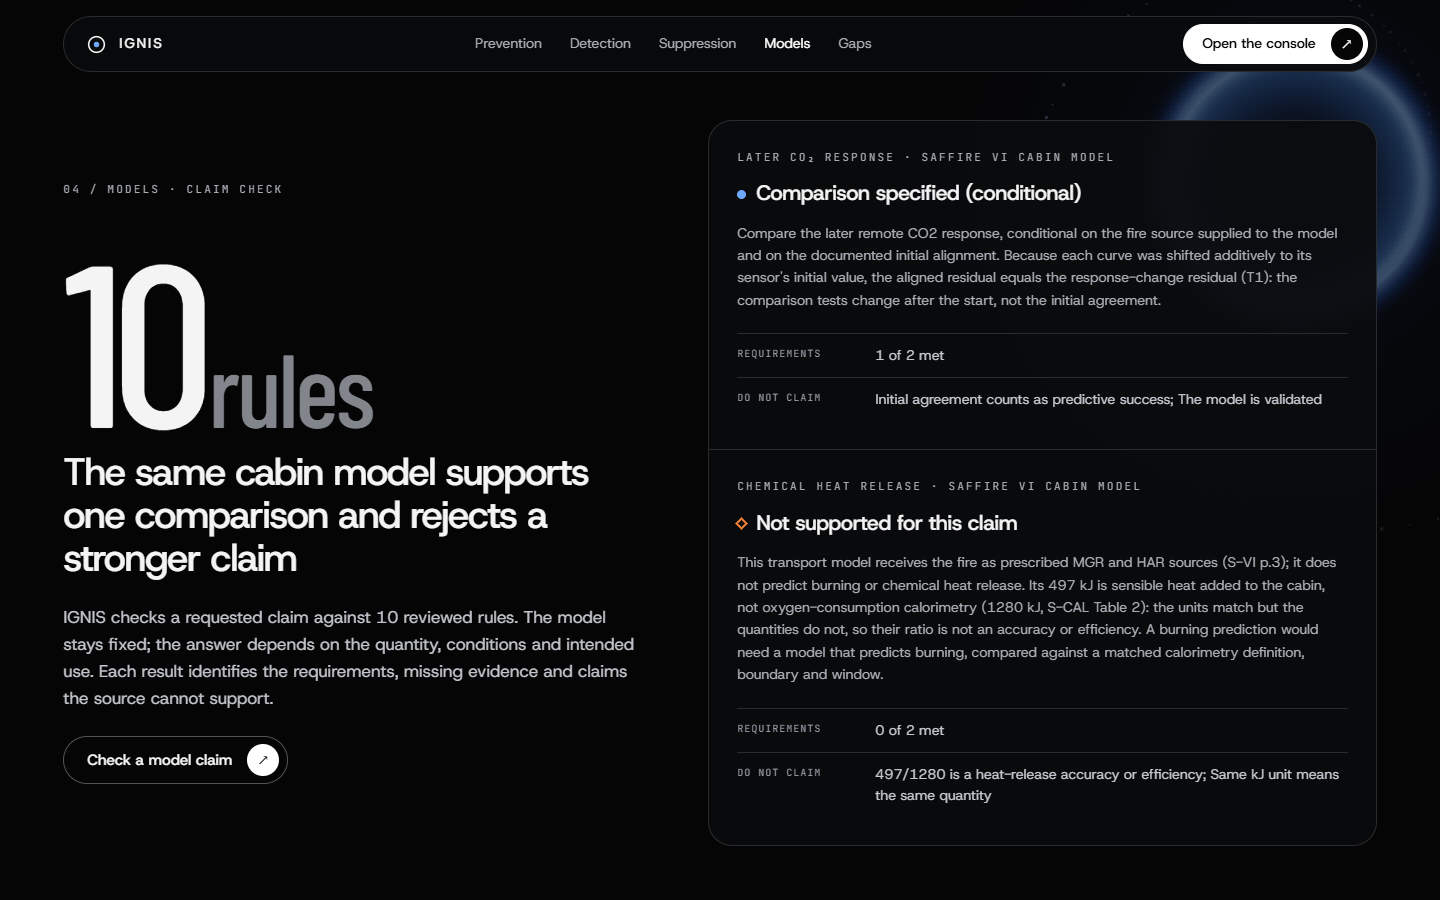 IGNIS
Prevention
Detection
Suppression
Models
Gaps
Open the console ↗
04 / MODELS · CLAIM CHECK
10 rules
The same cabin model supports
one comparison and rejects a
stronger claim
IGNIS checks a requested claim against 10 reviewed rules. The model
stays fixed; the answer depends on the quantity, conditions and intended
use. Each result identifies the requirements, missing evidence and claims
the source cannot support.
Check a model claim ↗
LATER CO₂ RESPONSE · SAFFIRE VI CABIN MODEL
Comparison specified (conditional)
Compare the later remote CO2 response, conditional on the fire source supplied to the model
and on the documented initial alignment. Because each curve was shifted additively to its
sensor's initial value, the aligned residual equals the response-change residual (T1): the
comparison tests change after the start, not the initial agreement.
REQUIREMENTS
1 of 2 met
DO NOT CLAIM
Initial agreement counts as predictive success; The model is validated
CHEMICAL HEAT RELEASE · SAFFIRE VI CABIN MODEL
Not supported for this claim
This transport model receives the fire as prescribed MGR and HAR sources (S-VI p.3); it does
not predict burning or chemical heat release. Its 497 kJ is sensible heat added to the cabin,
not oxygen-consumption calorimetry (1280 kJ, S-CAL Table 2): the units match but the
quantities do not, so their ratio is not an accuracy or efficiency. A burning prediction would
need a model that predicts burning, compared against a matched calorimetry definition,
boundary and window.
REQUIREMENTS
0 of 2 met
DO NOT CLAIM
497/1280 is a heat-release accuracy or efficiency; Same kJ unit means
the same quantity